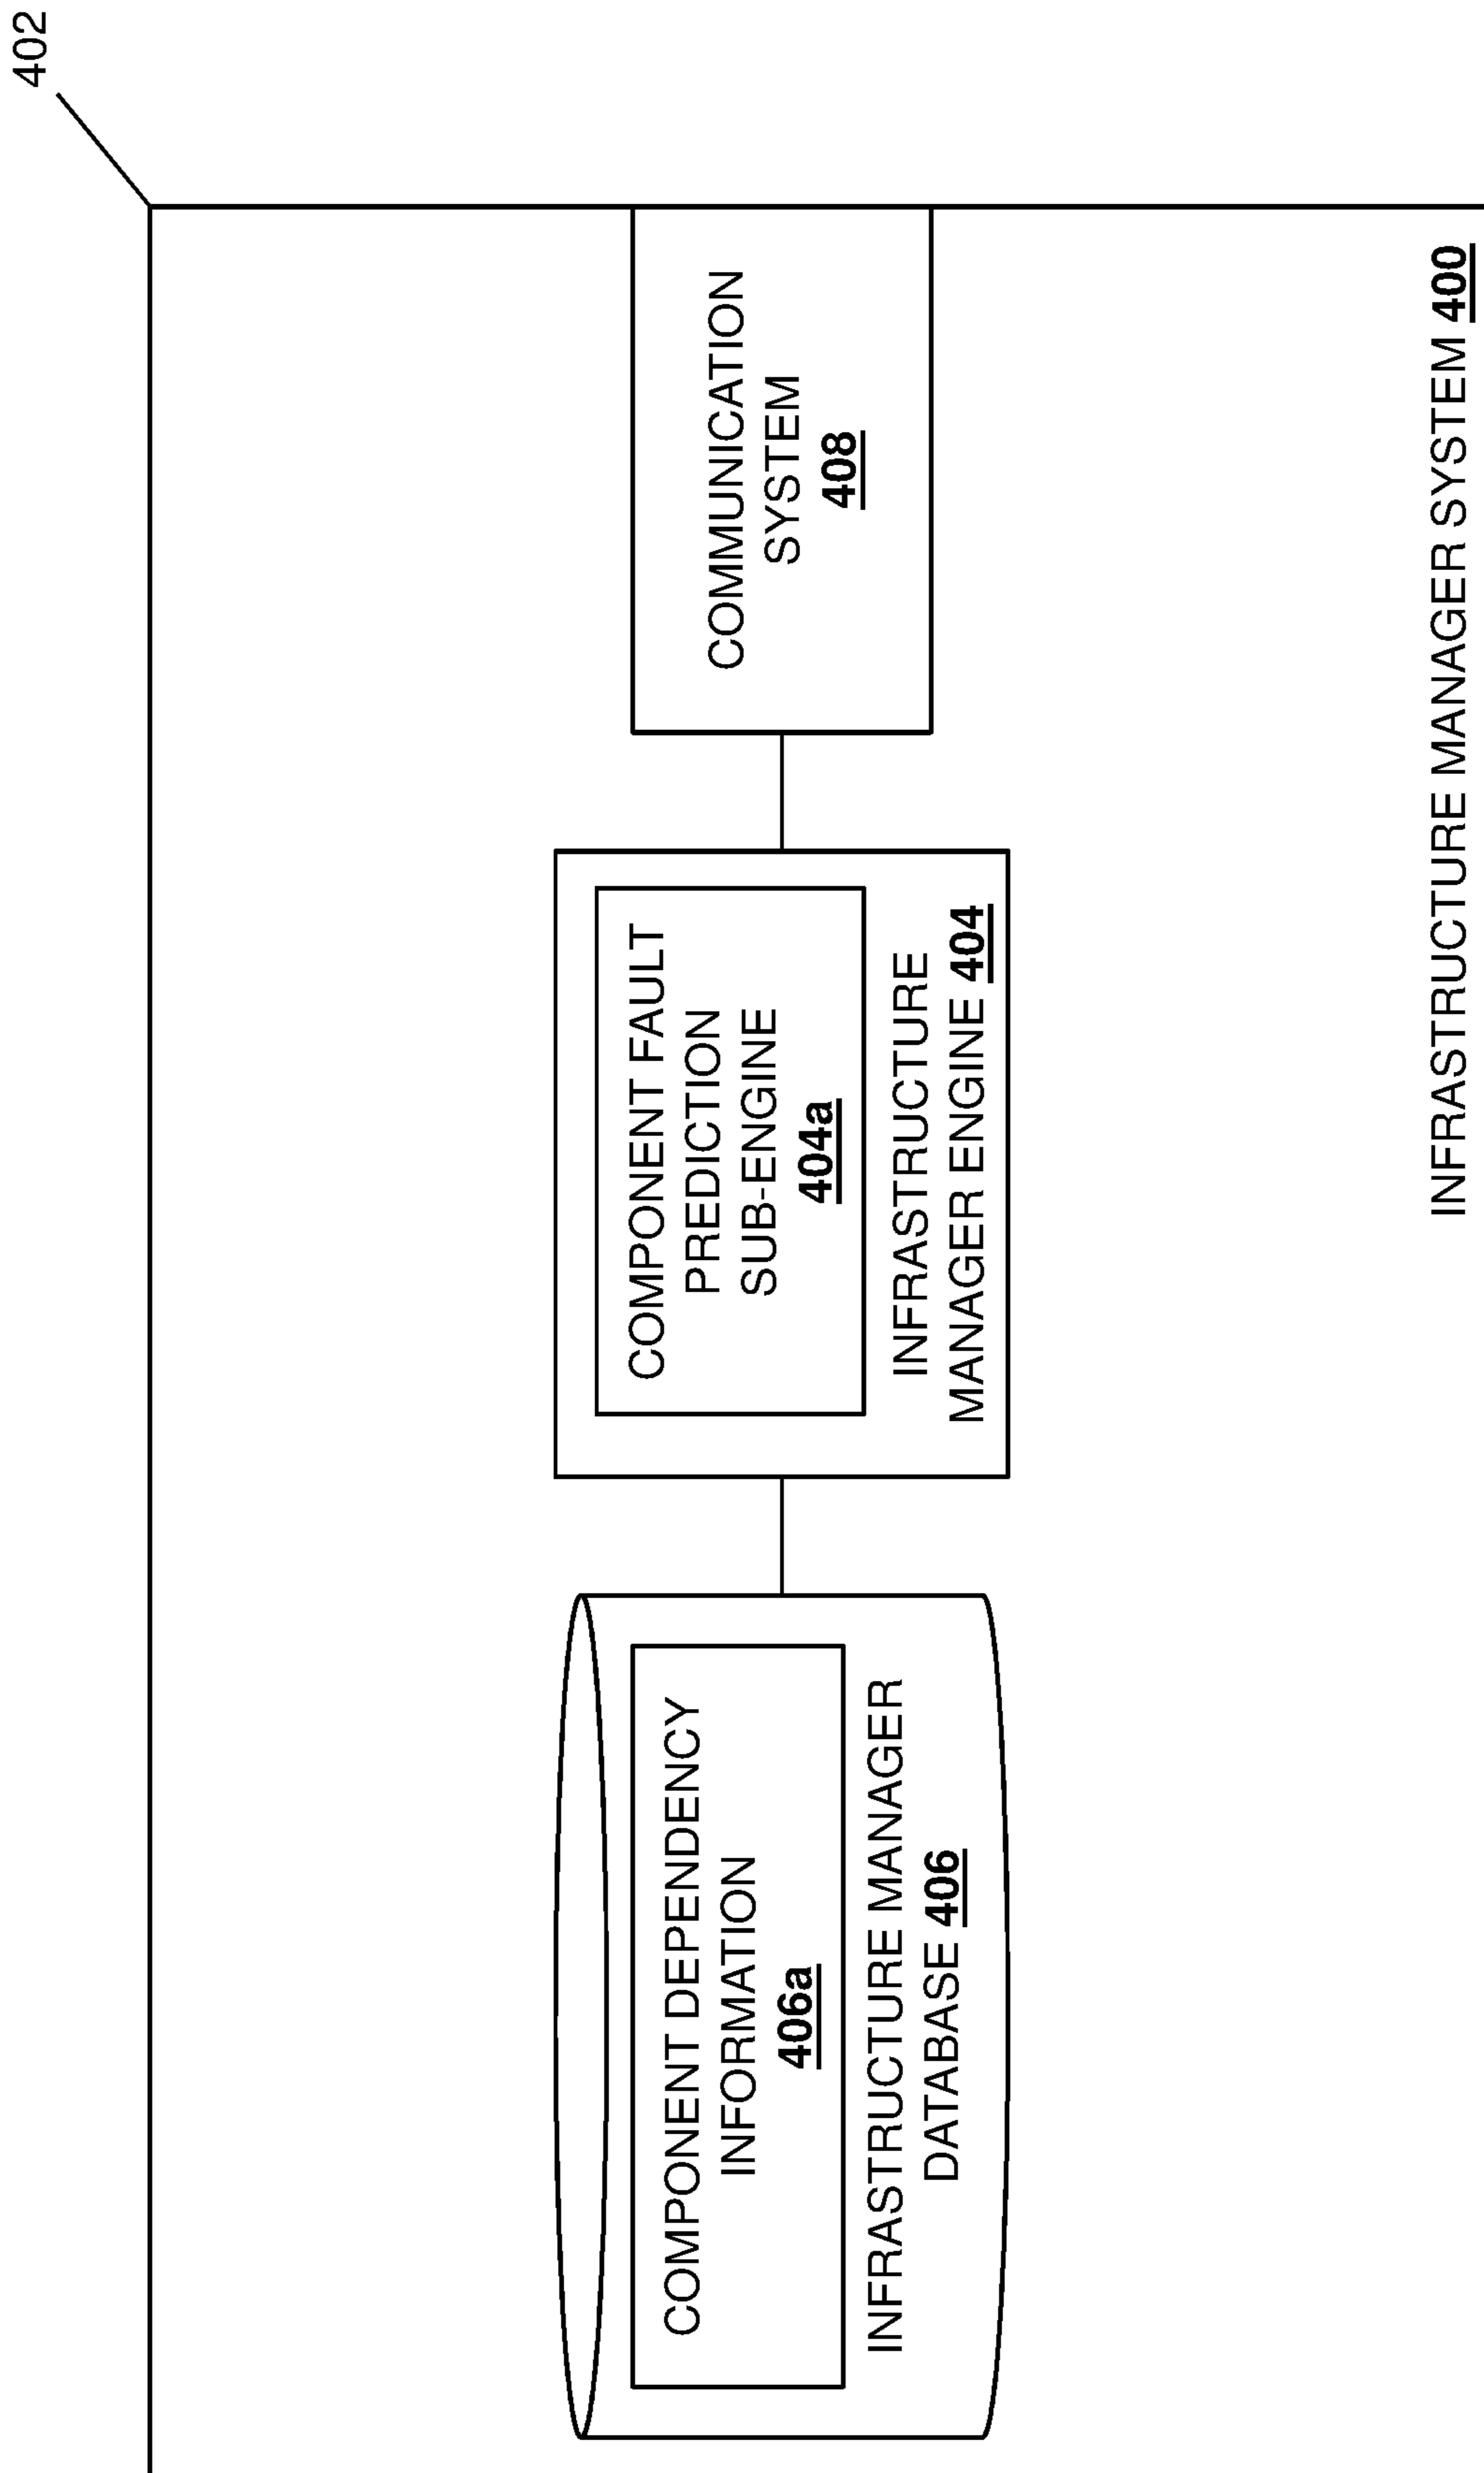 402
COMPONENT DEPENDENCY
INFORMATION
406a
INFRASTRUCTURE MANAGER
DATABASE 406
COMPONENT FAULT
PREDICTION
SUB-ENGINE
404a
INFRASTRUCTURE
MANAGER ENGINE 404
COMMUNICATION
SYSTEM
408
INFRASTRUCTURE MANAGER SYSTEM 400